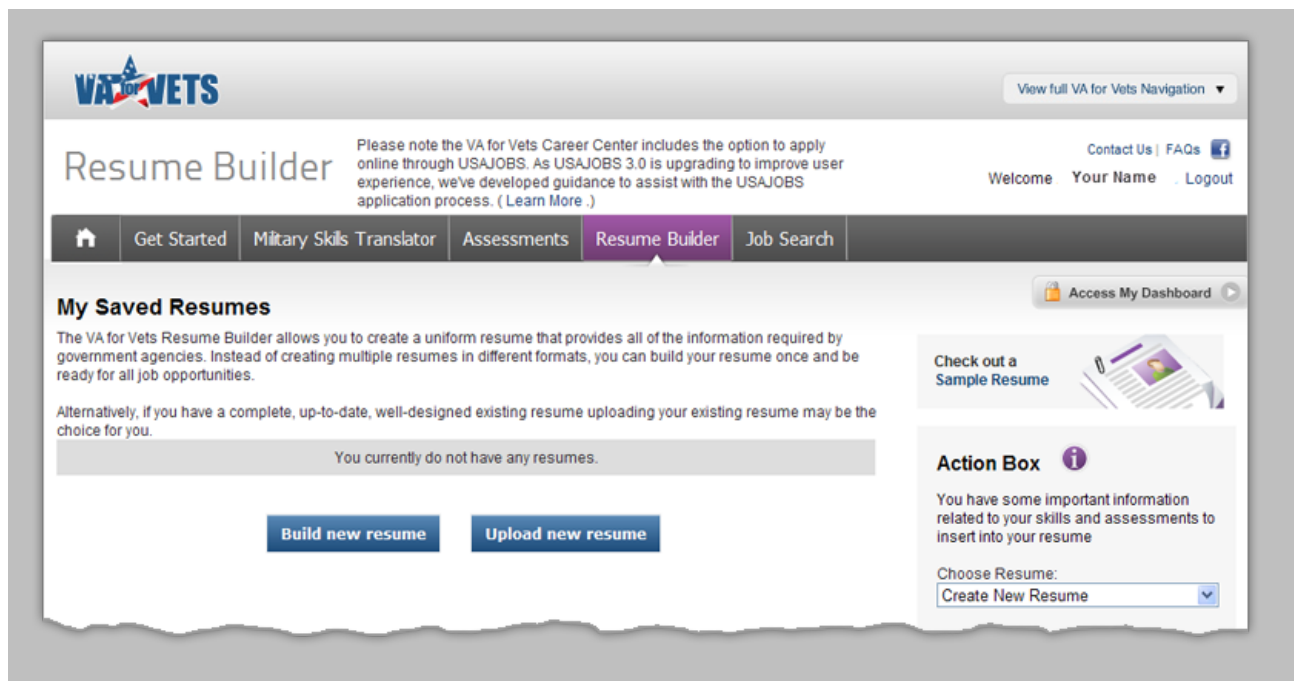 VA for VETS
View full VA for Vets Navigation ▼
Resume Builder
Please note the VA for Vets Career Center includes the option to apply
online through USAJOBS. As USAJOBS 3.0 is upgrading to improve user
experience, we've developed guidance to assist with the USAJOBS
application process. ( Learn More .)
Contact Us | FAQs
Welcome Your Name . Logout
Get Started Military Skills Translator Assessments Resume Builder Job Search
Access My Dashboard
My Saved Resumes
The VA for Vets Resume Builder allows you to create a uniform resume that provides all of the information required by
government agencies. Instead of creating multiple resumes in different formats, you can build your resume once and be
ready for all job opportunities.
Alternatively, if you have a complete, up-to-date, well-designed existing resume uploading your existing resume may be the
choice for you.
You currently do not have any resumes.
Build new resume Upload new resume
Check out a
Sample Resume
Action Box
You have some important information
related to your skills and assessments to
insert into your resume
Choose Resume:
Create New Resume